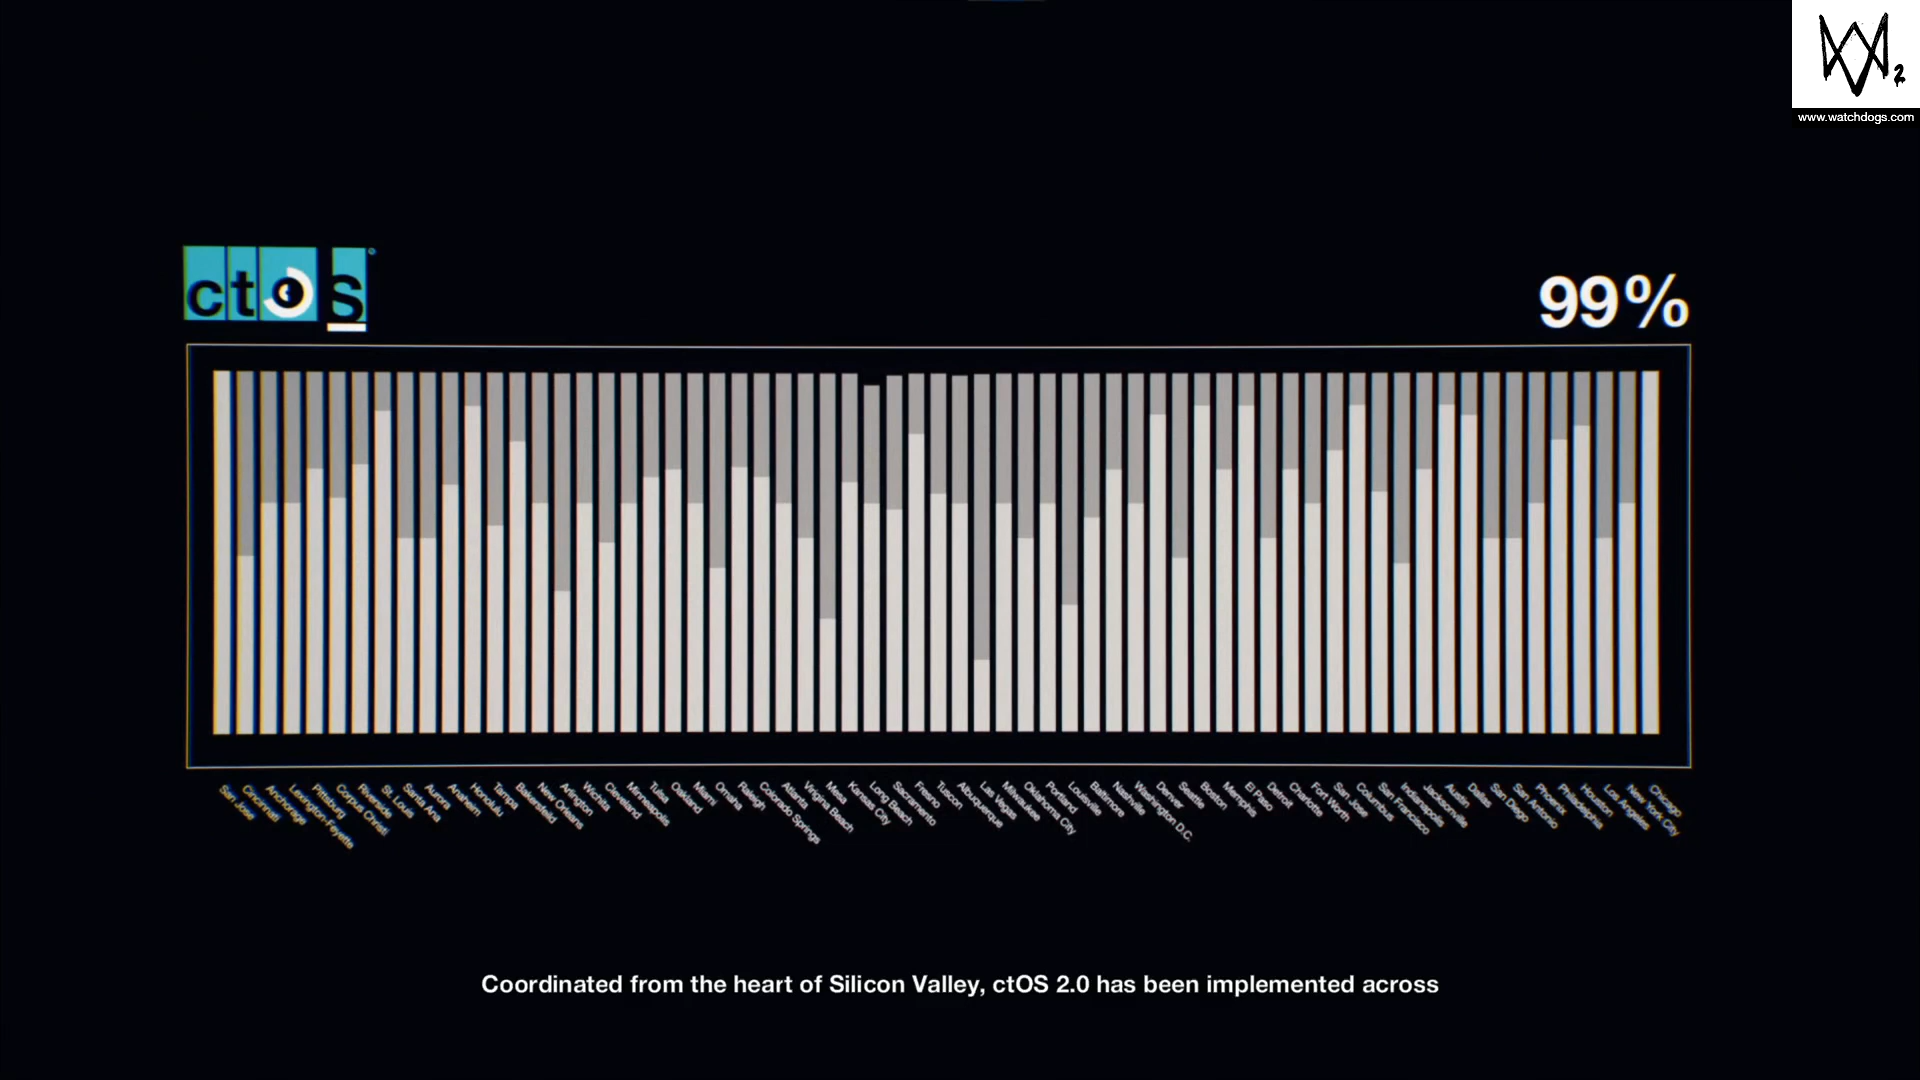 2
www.watchdogs.com
ctOS
99%
San Jose
Cincinnati
Anchorage
Lexington-Feyette
Pittsburg
Corpus Christi
Riverside
St. Louis
Santa Ana
Aurora
Anaheim
Honolulu
Tampa
Bakersfield
New Orleans
Arlington
Wichita
Cleveland
Minneapolis
Tulsa
Oakland
Miami
Omaha
Raleigh
Colorado Springs
Atlanta
Virginia Beach
Mesa
Kansas City
Long Beach
Sacramento
Fresno
Tuscon
Albuquerque
Las Vegas
Milwaukee
Oklahoma City
Portland
Louisville
Baltimore
Nashville
Washington D.C.
Denver
Seattle
Boston
Memphis
El Paso
Detroit
Charlotte
Fort Worth
San Jose
Columbus
San Francisco
Indianapolis
Jacksonville
Austin
Dallas
San Diogo
San Antonio
Phoenix
Philadelphia
Houston
Los Angeles
New York City
Chicago
Coordinated from the heart of Silicon Valley, ctOS 2.0 has been implemented across